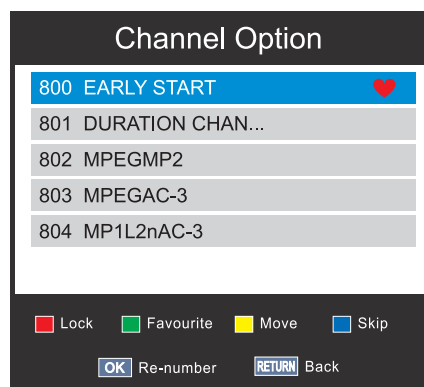 Channel Option
800 EARLY START
801 DURATION CHAN...
802 MPEGMP2
803 MPEGAC-3
804 MP1L2nAC-3
Lock Favourite Move Skip
OK Re-number RETURN Back